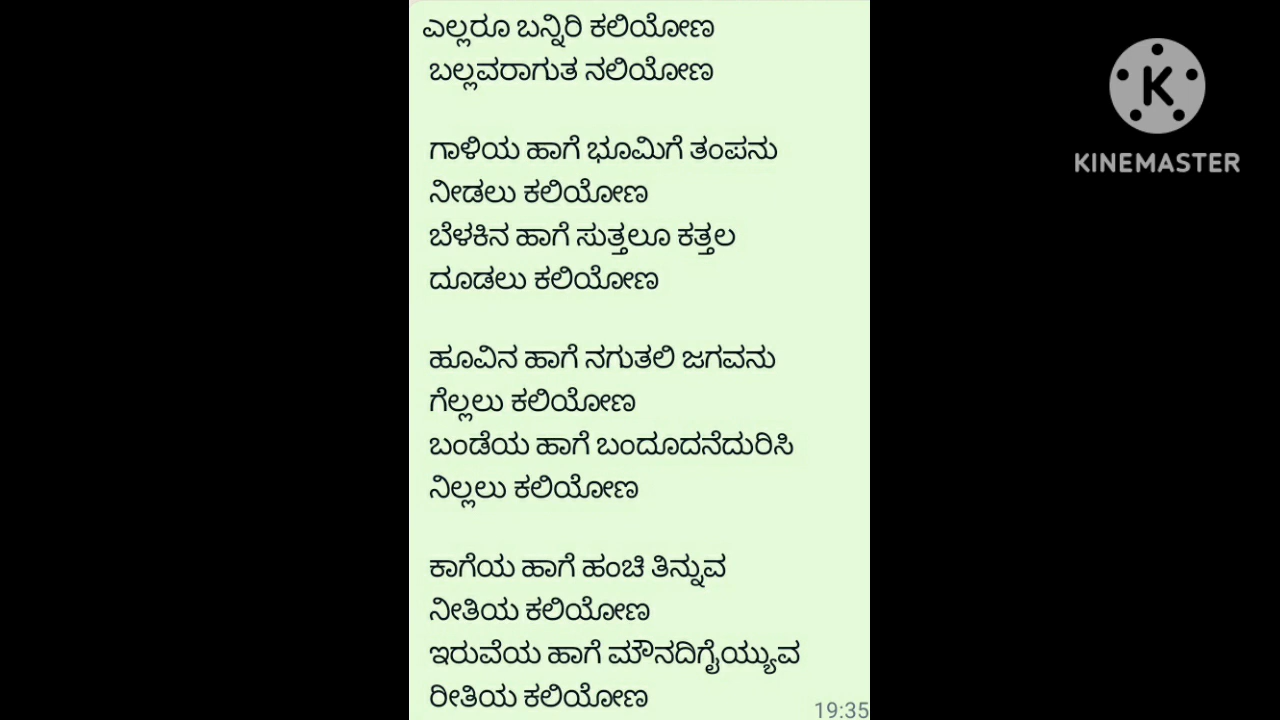 ಎಲ್ಲರೂ ಬನ್ನಿರಿ ಕಲಿಯೋಣ
ಬಲ್ಲವರಾಗುತ ನಲಿಯೋಣ
ಗಾಳಿಯ ಹಾಗೆ ಭೂಮಿಗೆ ತಂಪನು
ನೀಡಲು ಕಲಿಯೋಣ
ಬೆಳಕಿನ ಹಾಗೆ ಸುತ್ತಲೂ ಕತ್ತಲ
ದೂಡಲು ಕಲಿಯೋಣ
ಹೂವಿನ ಹಾಗೆ ನಗುತಲಿ ಜಗವನು
ಗೆಲ್ಲಲು ಕಲಿಯೋಣ
ಬಂಡೆಯ ಹಾಗೆ ಬಂದೂದನೆದುರಿಸಿ
ನಿಲ್ಲಲು ಕಲಿಯೋಣ
ಕಾಗೆಯ ಹಾಗೆ ಹಂಚಿ ತಿನ್ನುವ
ನೀತಿಯ ಕಲಿಯೋಣ
ಇರುವೆಯ ಹಾಗೆ ಮೌನದಿಗೈಯ್ಯುವ
ರೀತಿಯ ಕಲಿಯೋಣ
19:35
K
KINEMASTER